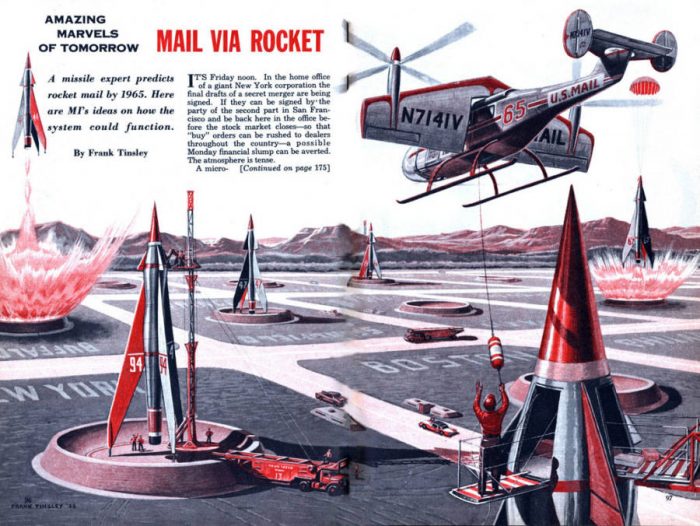 AMAZING
MARVELS
OF TOMORROW
MAIL VIA ROCKET
A missile expert predicts
rocket mail by 1965. Here
are MI's ideas on how the
system could function.
By Frank Tinsley
IT'S Friday noon. In the home office
of a giant New York corporation the
final drafts of a secret merger are being
signed. If they can be signed by the
party of the second part in San Fran-
cisco and be back here in the office be-
fore the stock market closes—so that
"buy" orders can be rushed to dealers
throughout the country—a possible
Monday financial slump can be averted.
The atmosphere is tense.
A micro- [Continued on page 175]
N7141V
65
U.S. MAIL
MAIL
94
94
BUFFALO
NEW YORK
BOSTON
FRANK TINSLEY '56
97